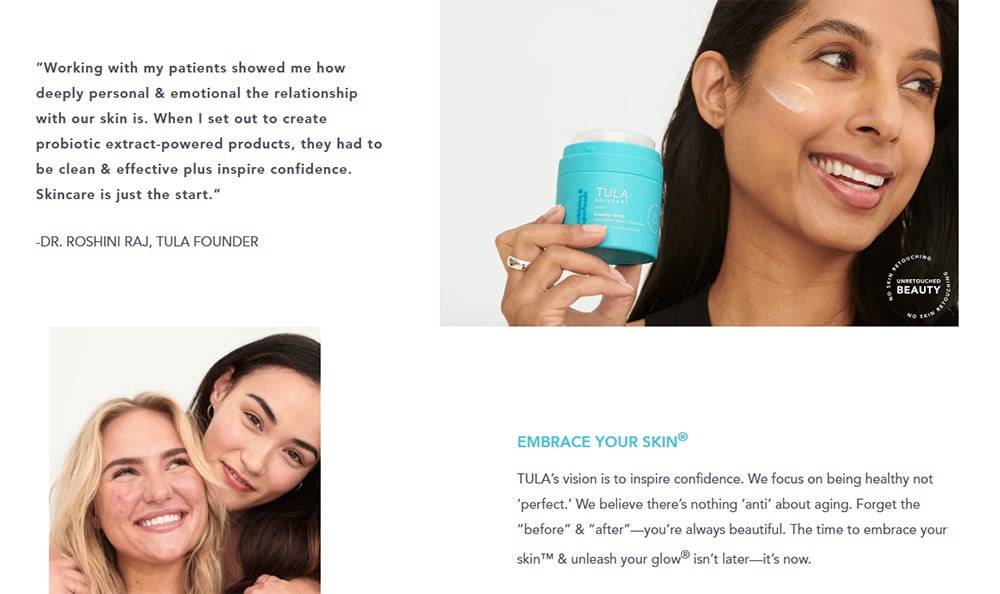 “Working with my patients showed me how
deeply personal & emotional the relationship
with our skin is. When I set out to create
probiotic extract-powered products, they had to
be clean & effective plus inspire confidence.
Skincare is just the start.”
-DR. ROSHINI RAJ, TULA FOUNDER
TULA
SKINCARE
beauty sleep
NO SKIN RETOUCHING
UNRETOUCHED
BEAUTY
NO SKIN RETOUCHING
EMBRACE YOUR SKIN®
TULA’s vision is to inspire confidence. We focus on being healthy not
‘perfect.’ We believe there’s nothing ‘anti’ about aging. Forget the
“before” & “after”—you’re always beautiful. The time to embrace your
skin™ & unleash your glow® isn’t later—it’s now.